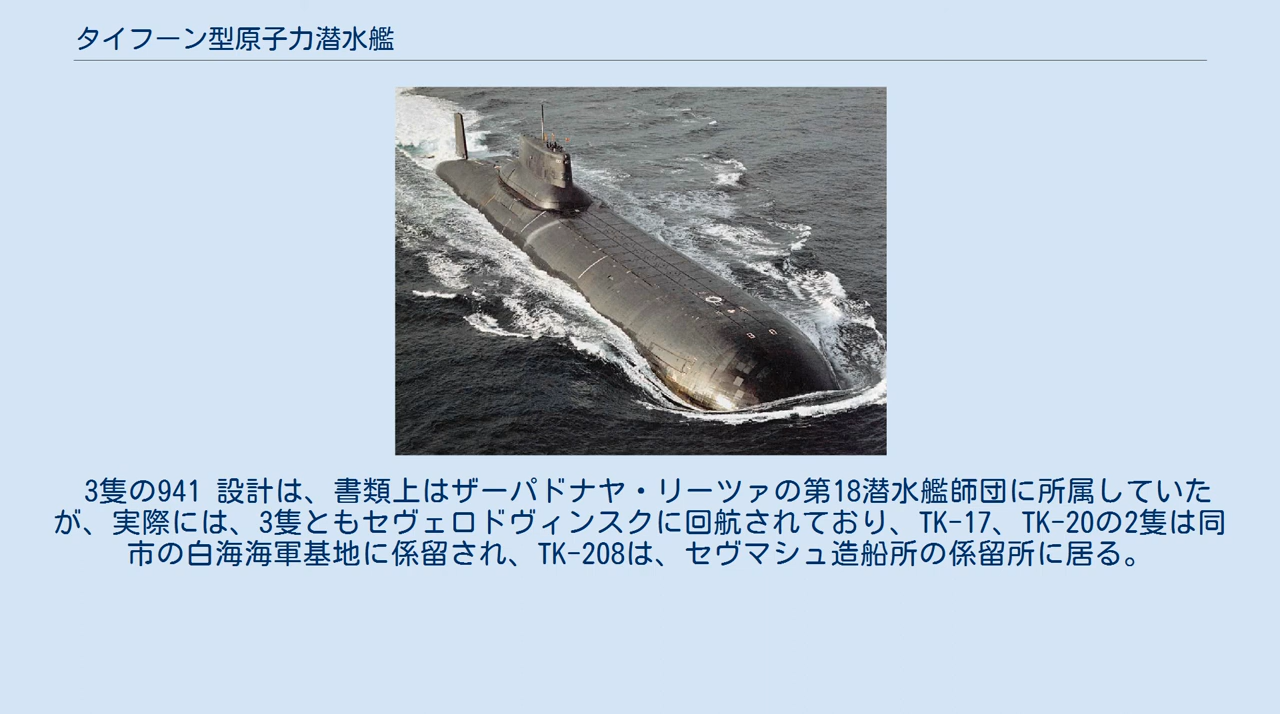 タイフーン型原子力潜水艦
3隻の941 設計は、書類上はザーパドナヤ・リーツァの第18潜水艦師団に所属していた
が、実際には、3隻ともセヴェロドヴィンスクに回航されており、TK-17、TK-20の2隻は同
市の白海海軍基地に係留され、TK-208は、セヴマシュ造船所の係留所に居る。